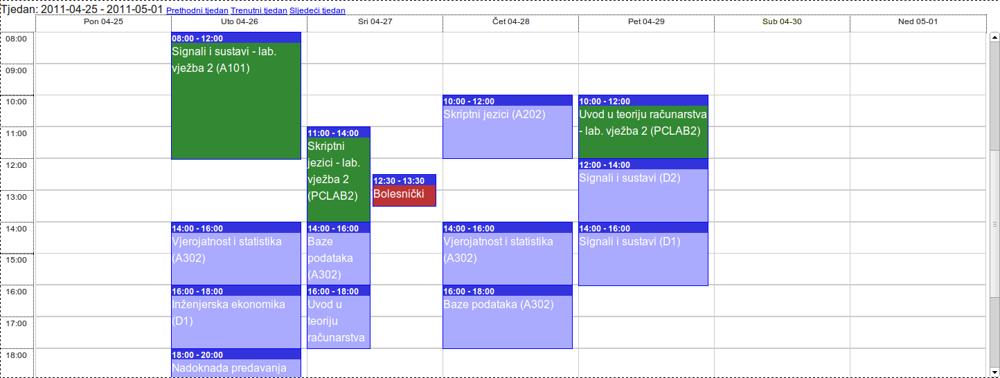 Tjedan: 2011-04-25 - 2011-05-01 Prethodni tjedan Trenutni tjedan Sljedeći tjedan
Pon 04-25 Uto 04-26 Sri 04-27 Čet 04-28 Pet 04-29 Sub 04-30 Ned 05-01
08:00
09:00
10:00
11:00
12:00
13:00
14:00
15:00
16:00
17:00
18:00
08:00 - 12:00
Signali i sustavi - lab.
vježba 2 (A101)
14:00 - 16:00
Vjerojatnost i statistika
(A302)
16:00 - 18:00
Inženjerska ekonomika
(D1)
18:00 - 20:00
Nadoknada predavanja
11:00 - 14:00
Skriptni
jezici - lab.
vježba 2
(PCLAB2)
12:30 - 13:30
Bolesnički
14:00 - 16:00
Baze
podataka
(A302)
16:00 - 18:00
Uvod u
teoriju
računarstva
10:00 - 12:00
Skriptni jezici (A202)
14:00 - 16:00
Vjerojatnost i statistika
(A302)
16:00 - 18:00
Baze podataka (A302)
10:00 - 12:00
Uvod u teoriju računarstva
- lab. vježba 2 (PCLAB2)
12:00 - 14:00
Signali i sustavi (D2)
14:00 - 16:00
Signali i sustavi (D1)